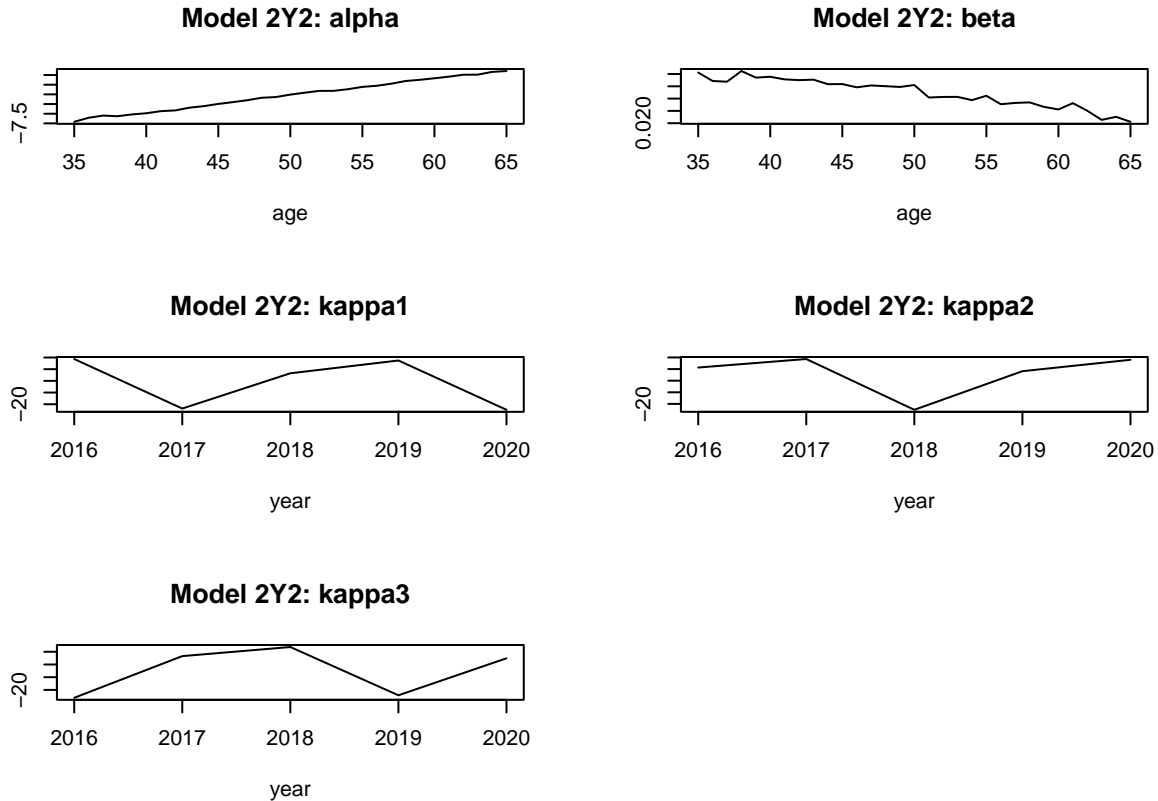 Model 2Y2: alpha
−7.5
35 40 45 50 55 60 65
age
Model 2Y2: beta
0.020
35 40 45 50 55 60 65
age
Model 2Y2: kappa1
−20
2016 2017 2018 2019 2020
year
Model 2Y2: kappa2
−20
2016 2017 2018 2019 2020
year
Model 2Y2: kappa3
−20
2016 2017 2018 2019 2020
year